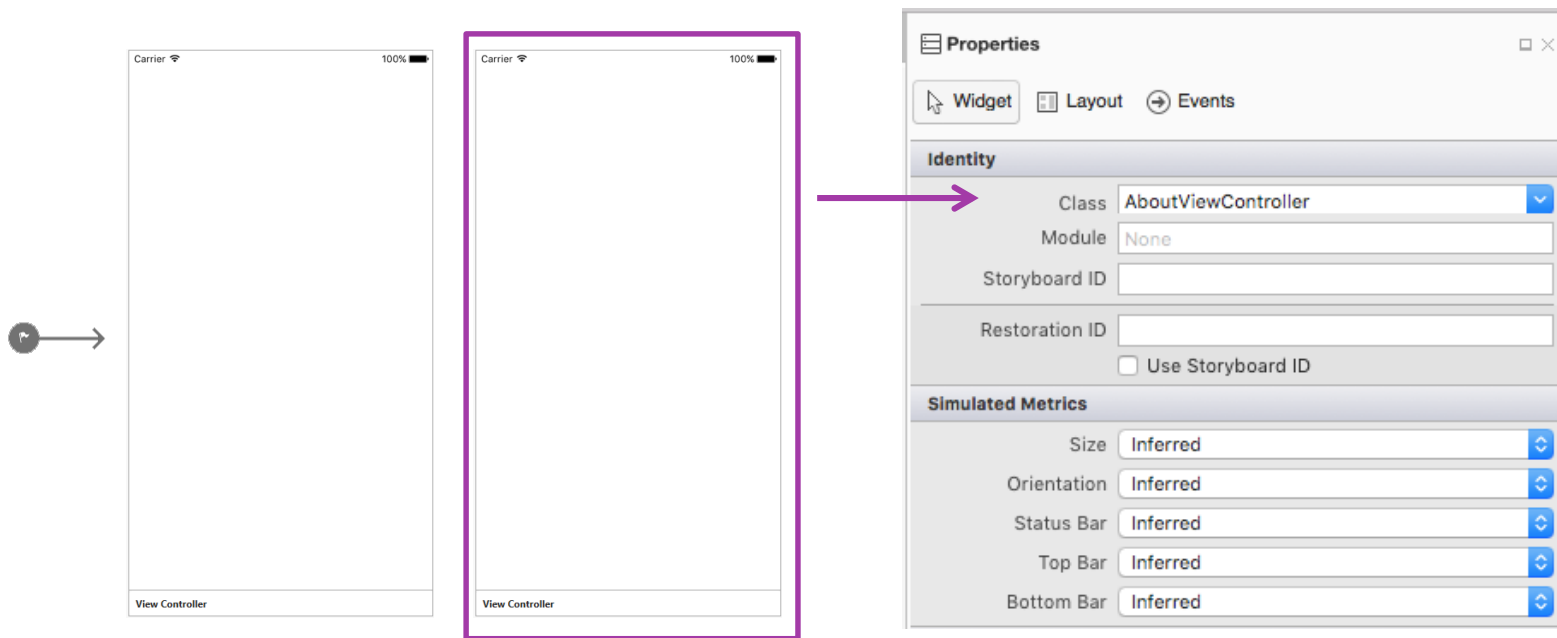 Carrier 100%
View Controller
Carrier 100%
View Controller
Properties
Widget Layout Events
Identity
Class AboutViewController
Module None
Storyboard ID
Restoration ID
Use Storyboard ID
Simulated Metrics
Size Inferred
Orientation Inferred
Status Bar Inferred
Top Bar Inferred
Bottom Bar Inferred